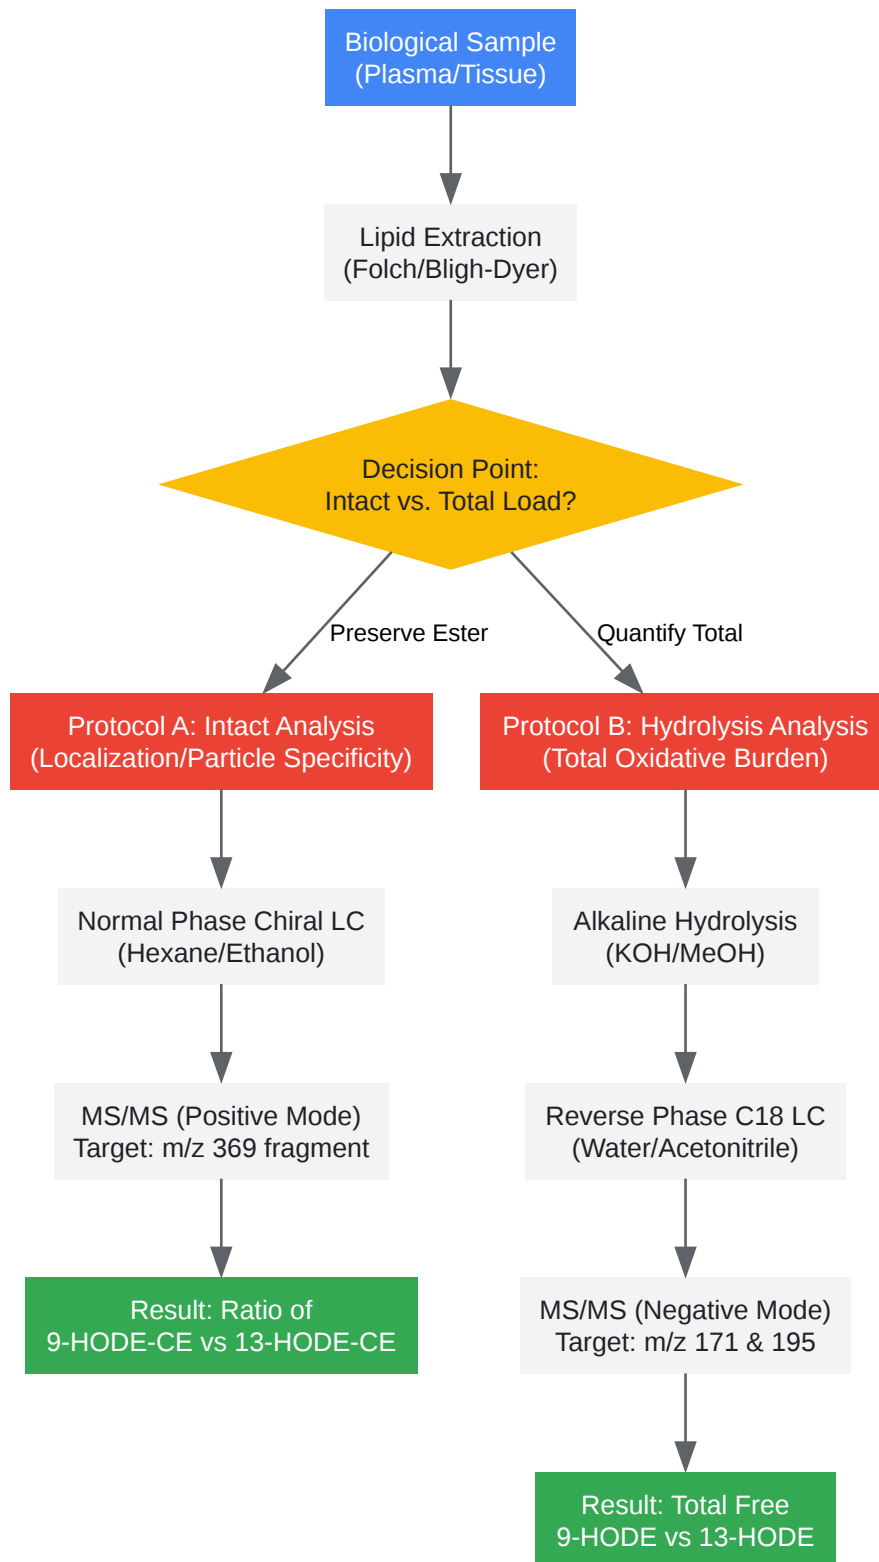 Biological Sample
(Plasma/Tissue)
Lipid Extraction
(Folch/Bligh-Dyer)
Decision Point:
Intact vs. Total Load?
Preserve Ester
Quantify Total
Protocol A: Intact Analysis
(Localization/Particle Specificity)
Protocol B: Hydrolysis Analysis
(Total Oxidative Burden)
Normal Phase Chiral LC
(Hexane/Ethanol)
Alkaline Hydrolysis
(KOH/MeOH)
MS/MS (Positive Mode)
Target: m/z 369 fragment
Reverse Phase C18 LC
(Water/Acetonitrile)
Result: Ratio of
9-HODE-CE vs 13-HODE-CE
MS/MS (Negative Mode)
Target: m/z 171 & 195
Result: Total Free
9-HODE vs 13-HODE